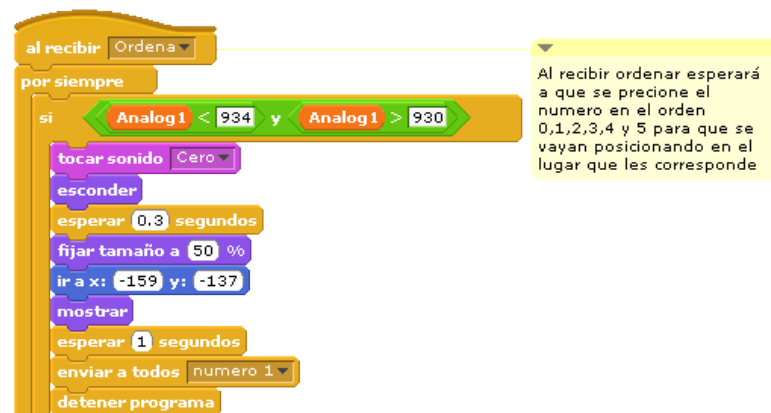 al recibir Ordena
por siempre
si Analog1 < 934 y Analog1 > 930
tocar sonido Cero
esconder
esperar 0.3 segundos
fijar tamaño a 50 %
ir a x: -159 y: -137
mostrar
esperar 1 segundos
enviar a todos numero 1
detener programa
Al recibir ordenar esperará
a que se precione el
numero en el orden
0,1,2,3,4 y 5 para que se
vayan posicionando en el
lugar que les corresponde